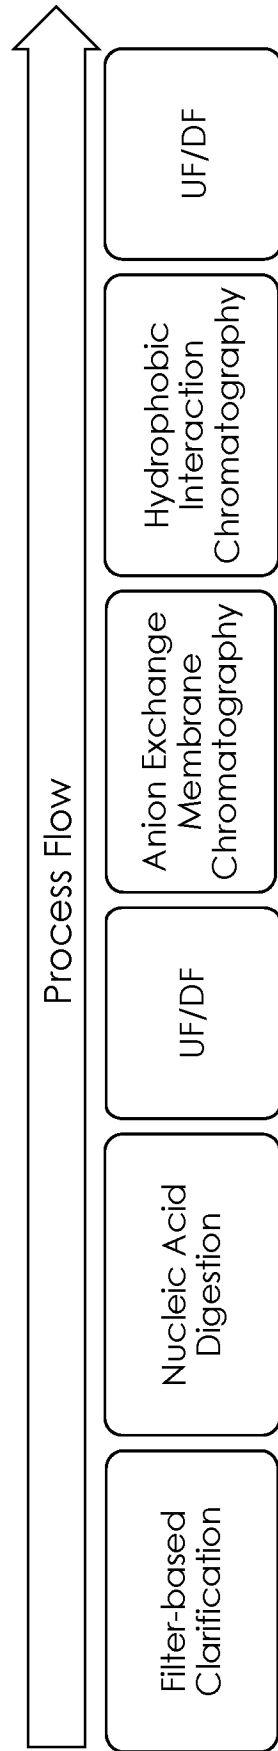 Process Flow
Filter-based
Clarification
Nucleic Acid
Digestion
UF/DF
Anion Exchange
Membrane
Chromatography
Hydrophobic
Interaction
Chromatography
UF/DF